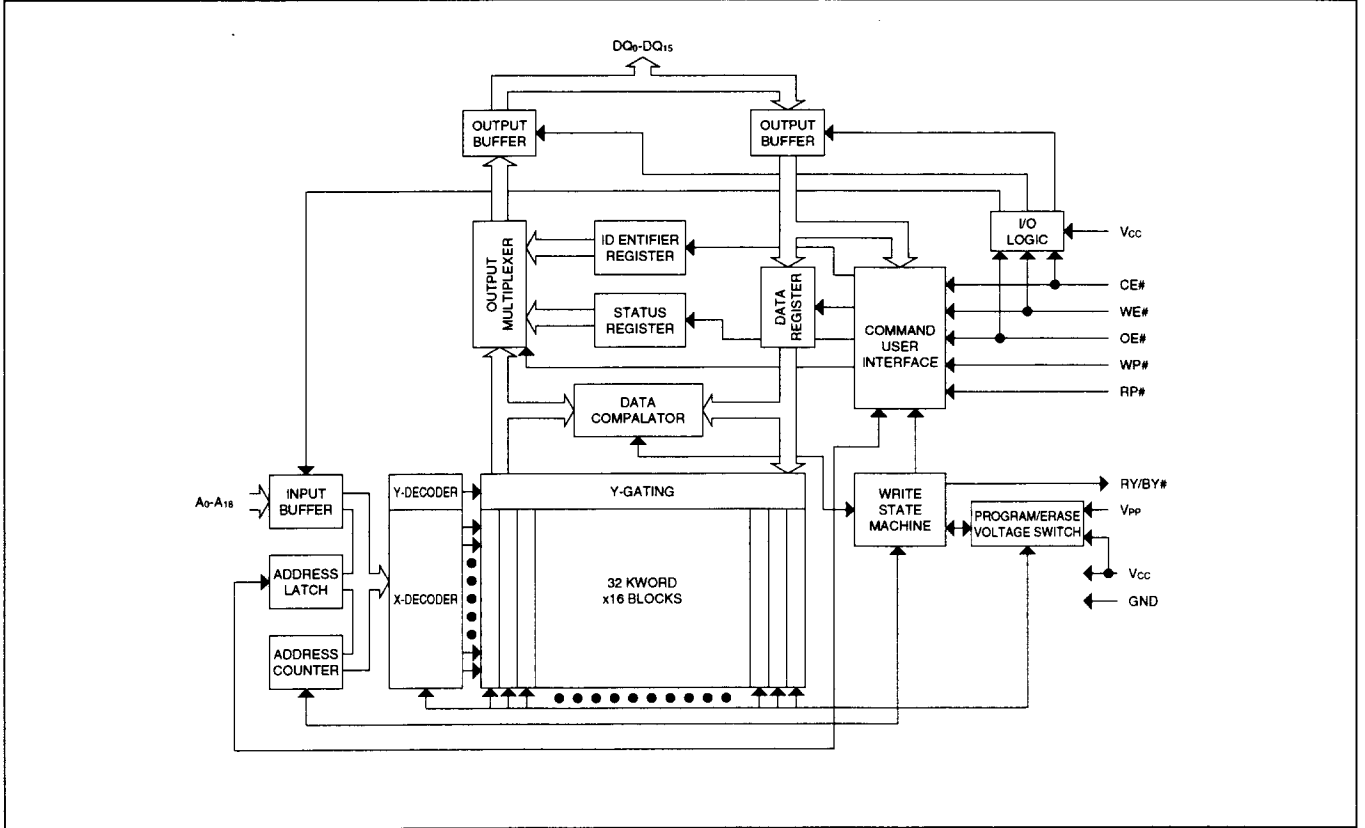 DQ0-DQ15
OUTPUT
BUFFER
OUTPUT
BUFFER
I/O
LOGIC
VCC
OUTPUT
MULTIPLEXER
ID ENTIFIER
REGISTER
STATUS
REGISTER
DATA
REGISTER
COMMAND
USER
INTERFACE
CE#
WE#
OE#
WP#
RP#
DATA
COMPALATOR
A0-A18
INPUT
BUFFER
ADDRESS
LATCH
ADDRESS
COUNTER
Y-DECODER
X-DECODER
Y-GATING
32 KWORD
x16 BLOCKS
WRITE
STATE
MACHINE
PROGRAM/ERASE
VOLTAGE SWITCH
RY/BY#
VPP
VCC
GND